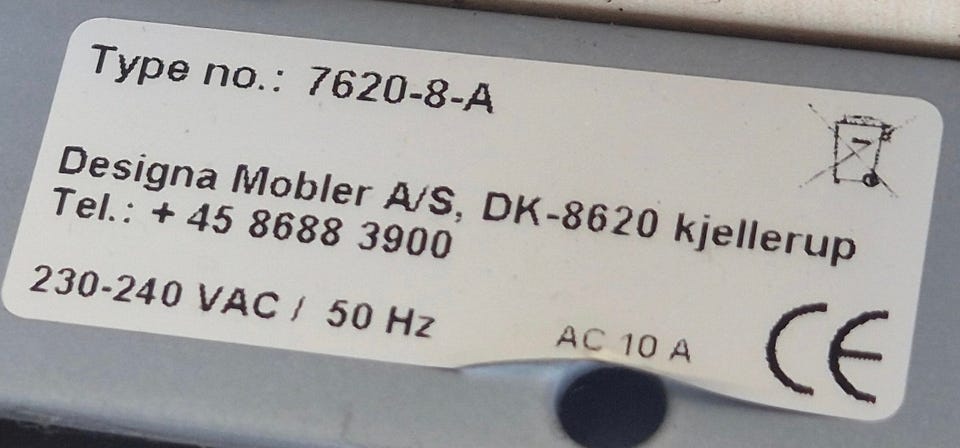 Type no.: 7620-8-A
Designa Mobler A/S, DK-8620 kjellerup
Tel.: + 45 8688 3900
230-240 VAC / 50 Hz
AC 10 A
CE